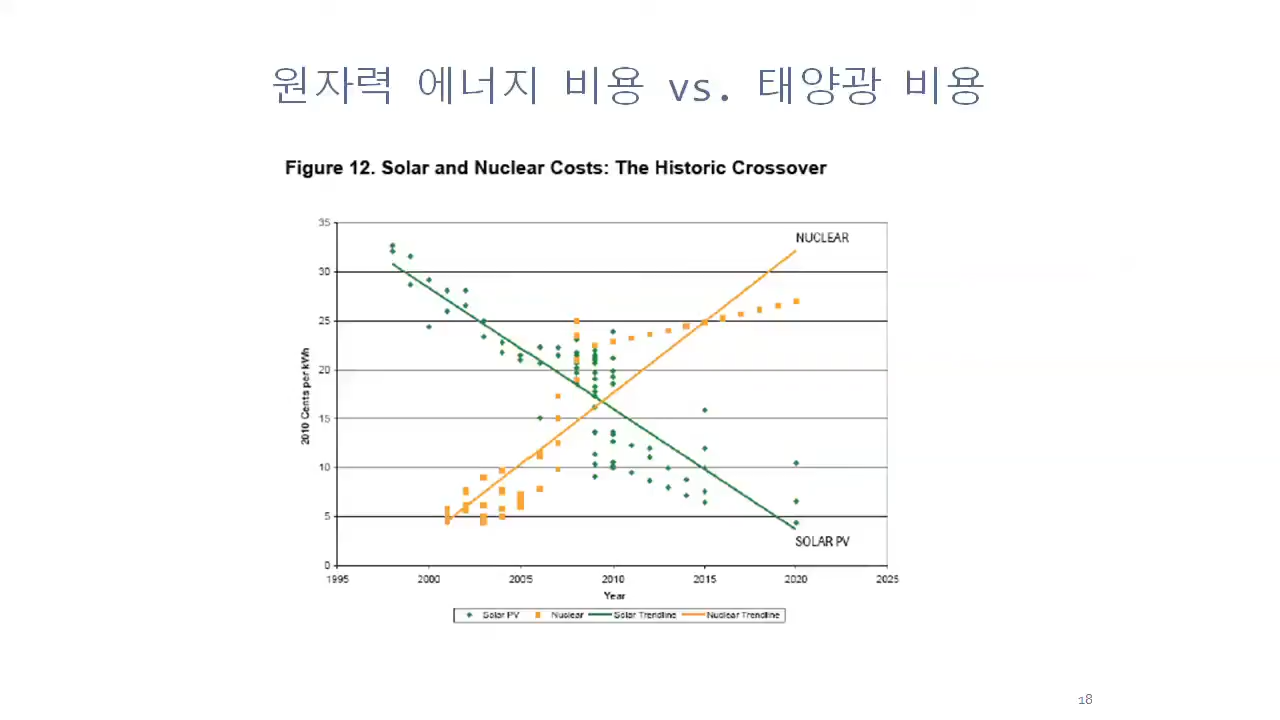 원자력 에너지 비용 vs. 태양광 비용
Figure 12. Solar and Nuclear Costs: The Historic Crossover
35
NUCLEAR
30
25
20
2010 Cents per kWh
15
10
5
SOLAR PV
0
1995 2000 2005 2010 2015 2020 2025
Year
Solar PV Nuclear Solar Trendline Nuclear Trendline
18